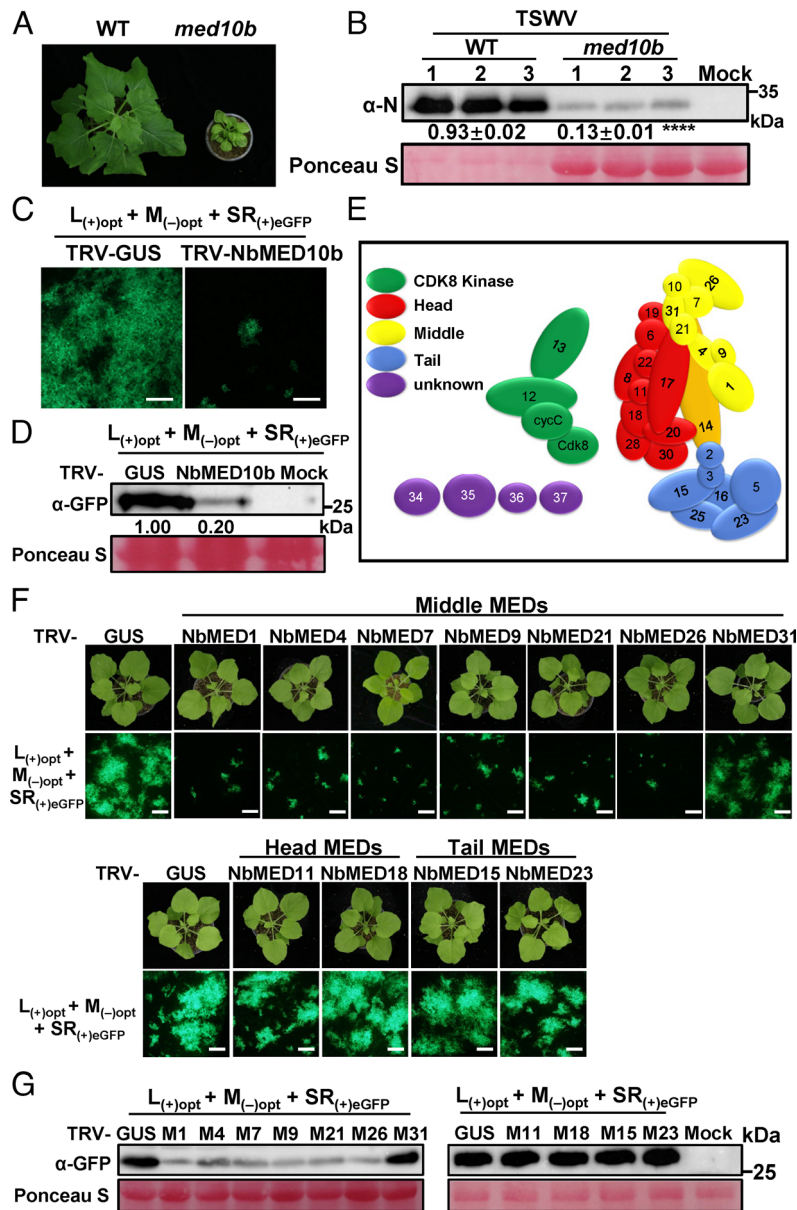 A
WT med10b
B
TSWV
WT med10b
1 2 3 1 2 3 Mock
α-N
35
kDa
0.93±0.02 0.13±0.01 ****
Ponceau S
C
L(+)opt + M(–)opt + SR(+)eGFP
TRV-GUS TRV-NbMED10b
D
L(+)opt + M(–)opt + SR(+)eGFP
TRV- GUS NbMED10b Mock
α-GFP
25
1.00 0.20 kDa
Ponceau S
E
CDK8 Kinase
Head
Middle
Tail
unknown
13
12
cycC
Cdk8
34 35 36 37
10
26
7
31
19
21
6
4
9
22
17
8
11
1
18
20
14
28
30
2
3
15
16
5
25
23
F
Middle MEDs
TRV- GUS NbMED1 NbMED4 NbMED7 NbMED9 NbMED21 NbMED26 NbMED31
L(+)opt +
M(–)opt +
SR(+)eGFP
Head MEDs Tail MEDs
TRV- GUS NbMED11 NbMED18 NbMED15 NbMED23
L(+)opt + M(–)opt
+ SR(+)eGFP
G
L(+)opt + M(–)opt + SR(+)eGFP
TRV- GUS M1 M4 M7 M9 M21 M26 M31
α-GFP
Ponceau S
L(+)opt + M(–)opt + SR(+)eGFP
GUS M11 M18 M15 M23 Mock
kDa
25